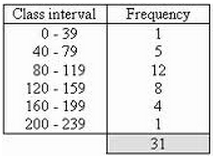 Class interval Frequency
0 - 39 1
40 - 79 5
80 - 119 12
120 - 159 8
160 - 199 4
200 - 239 1
31